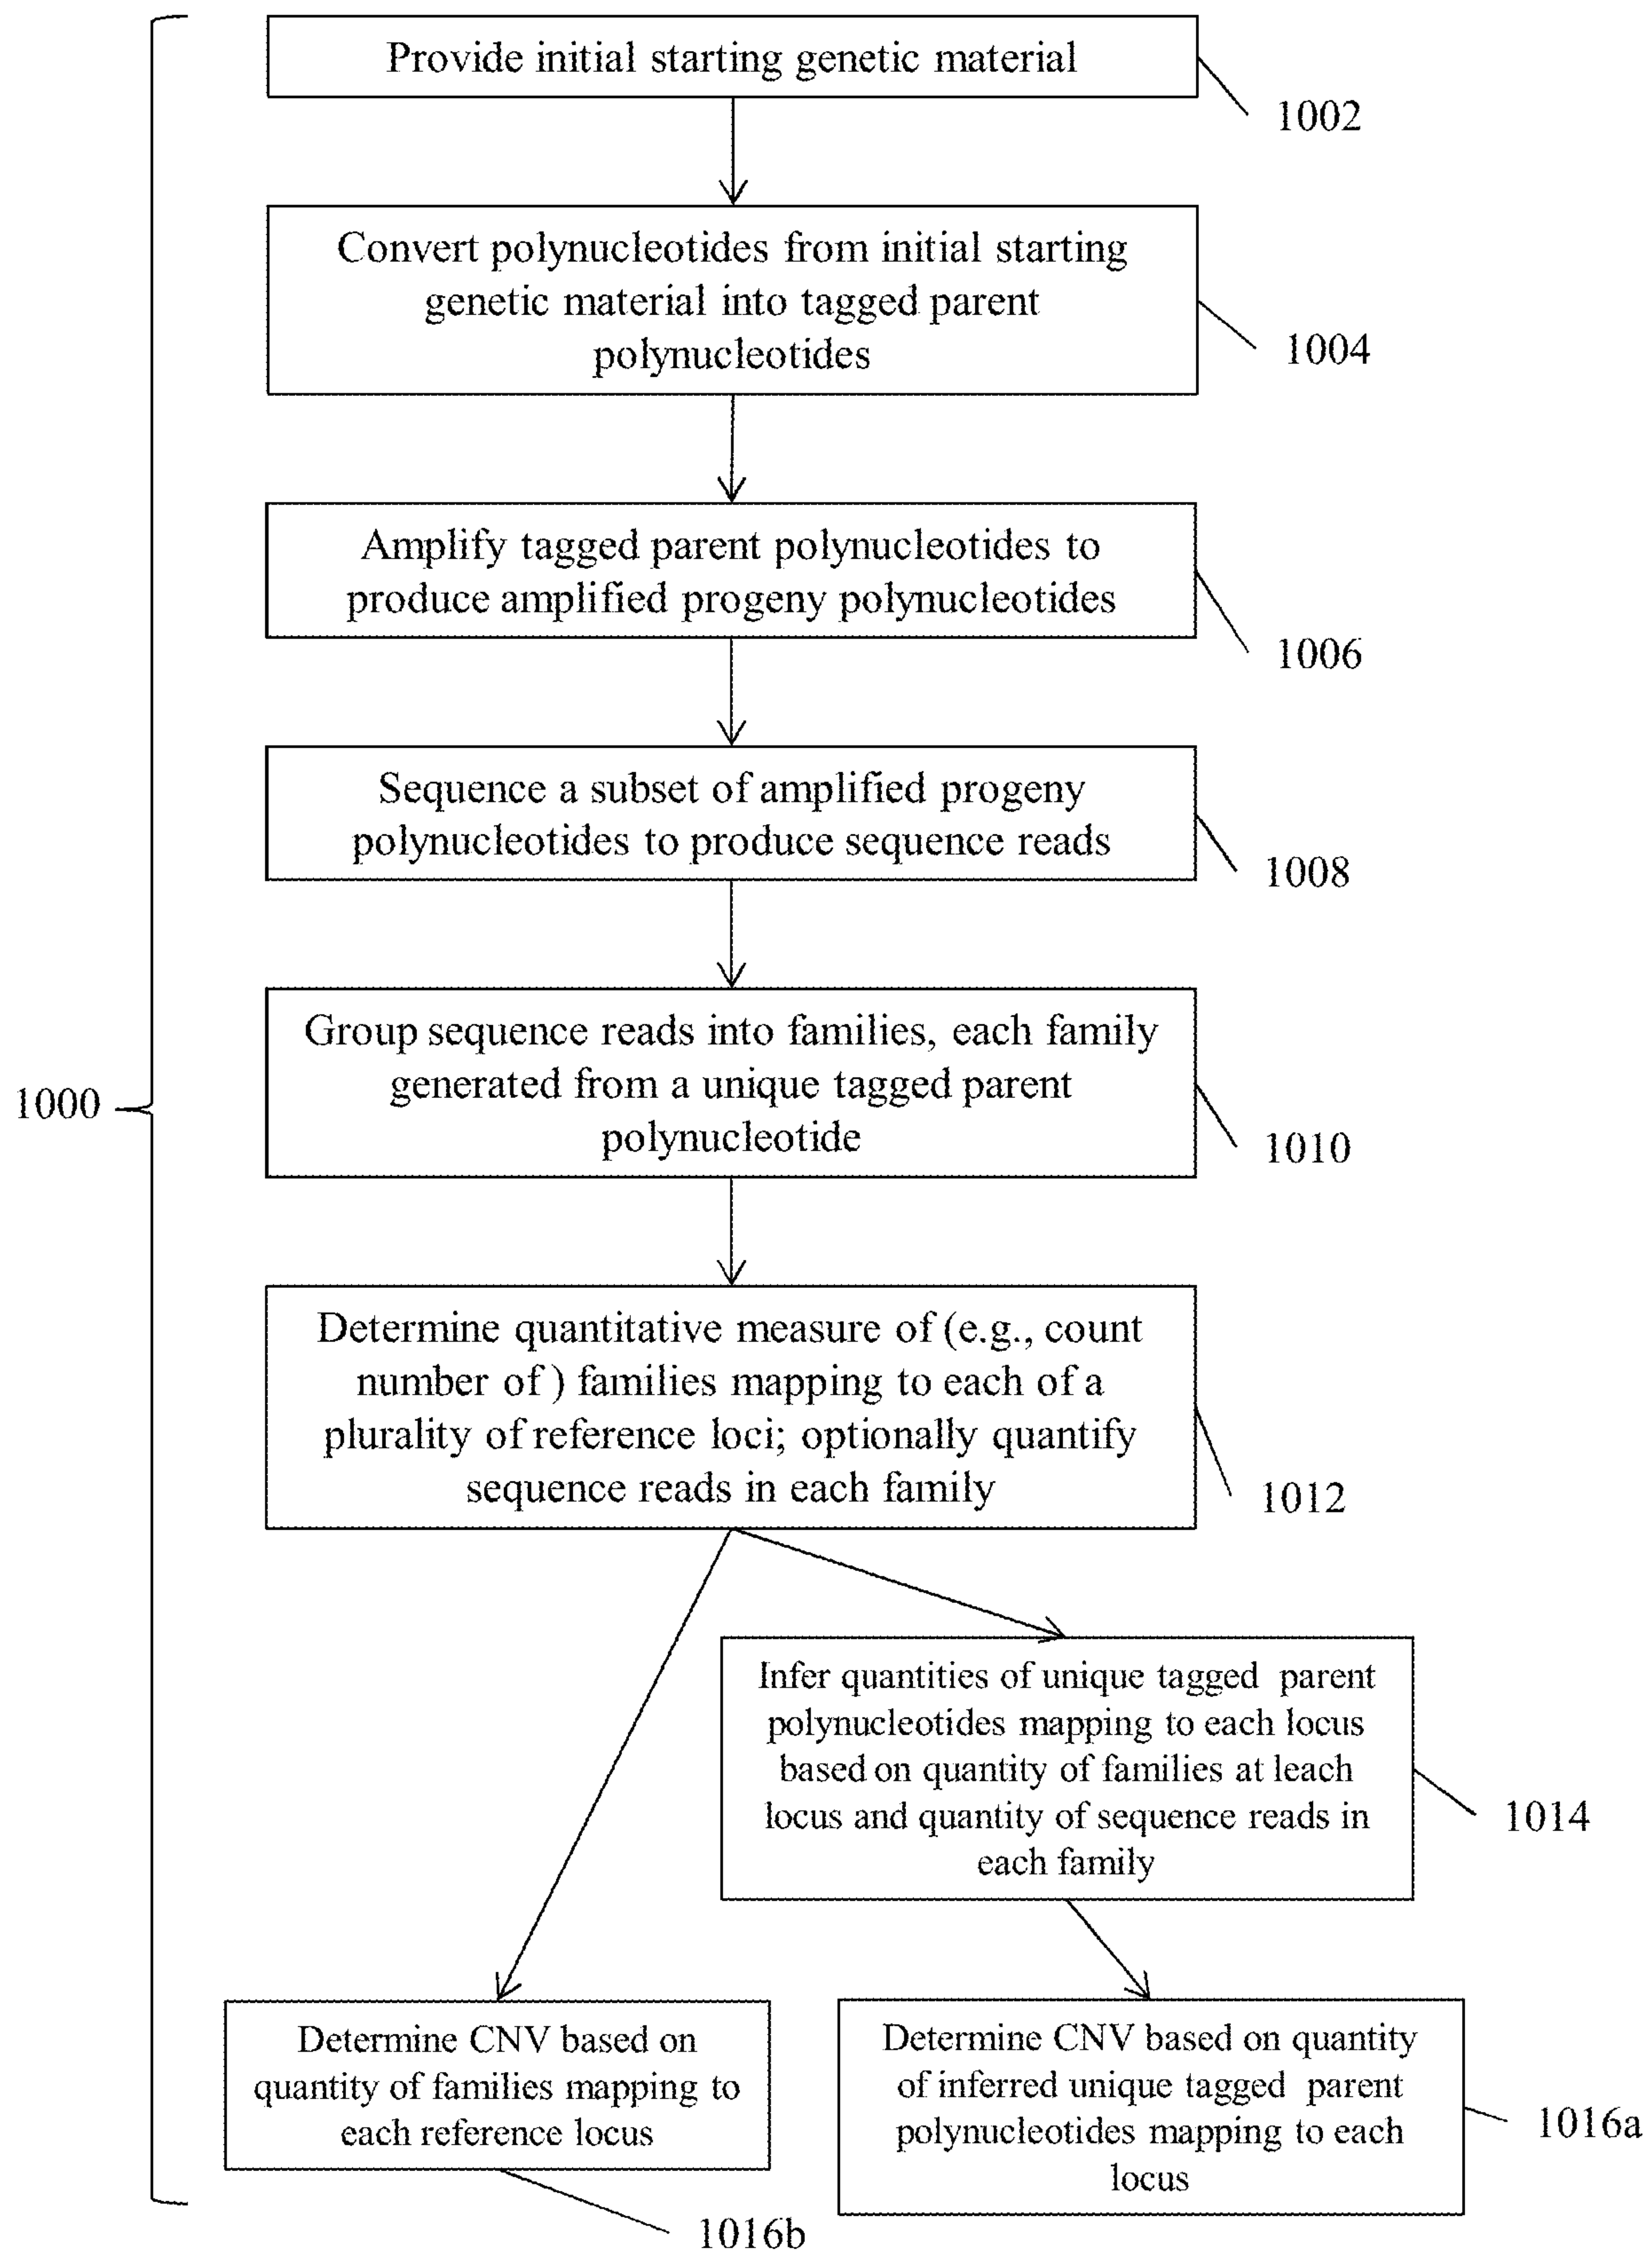 Provide initial starting genetic material
1002
Convert polynucleotides from initial starting
genetic material into tagged parent
polynucleotides
1004
Amplify tagged parent polynucleotides to
produce amplified progeny polynucleotides
1006
Sequence a subset of amplified progeny
polynucleotides to produce sequence reads
1008
Group sequence reads into families, each family
generated from a unique tagged parent
polynucleotide
1000
1010
Determine quantitative measure of (e.g., count
number of ) families mapping to each of a
plurality of reference loci; optionally quantify
sequence reads in each family
1012
Infer quantities of unique tagged parent
polynucleotides mapping to each locus
based on quantity of families at leach
locus and quantity of sequence reads in
each family
1014
Determine CNV based on
quantity of families mapping to
each reference locus
1016b
Determine CNV based on quantity
of inferred unique tagged parent
polynucleotides mapping to each
locus
1016a